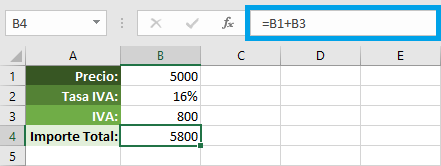 B4 fx =B1+B3
A B C D E
1 Precio: 5000
2 Tasa IVA: 16%
3 IVA: 800
4 Importe Total: 5800
5